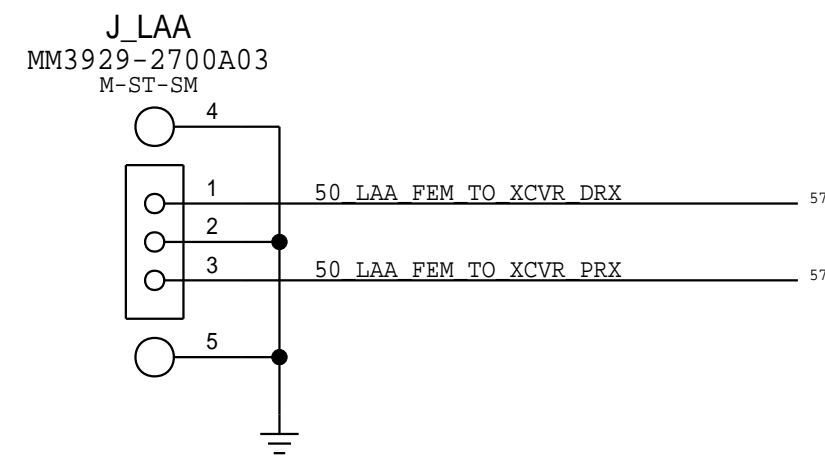 J_LAA
MM3929-2700A03
M-ST-SM
4
1 50_LAA_FEM_TO_XCVR_DRX 57
2
3 50_LAA_FEM_TO_XCVR_PRX 57
5